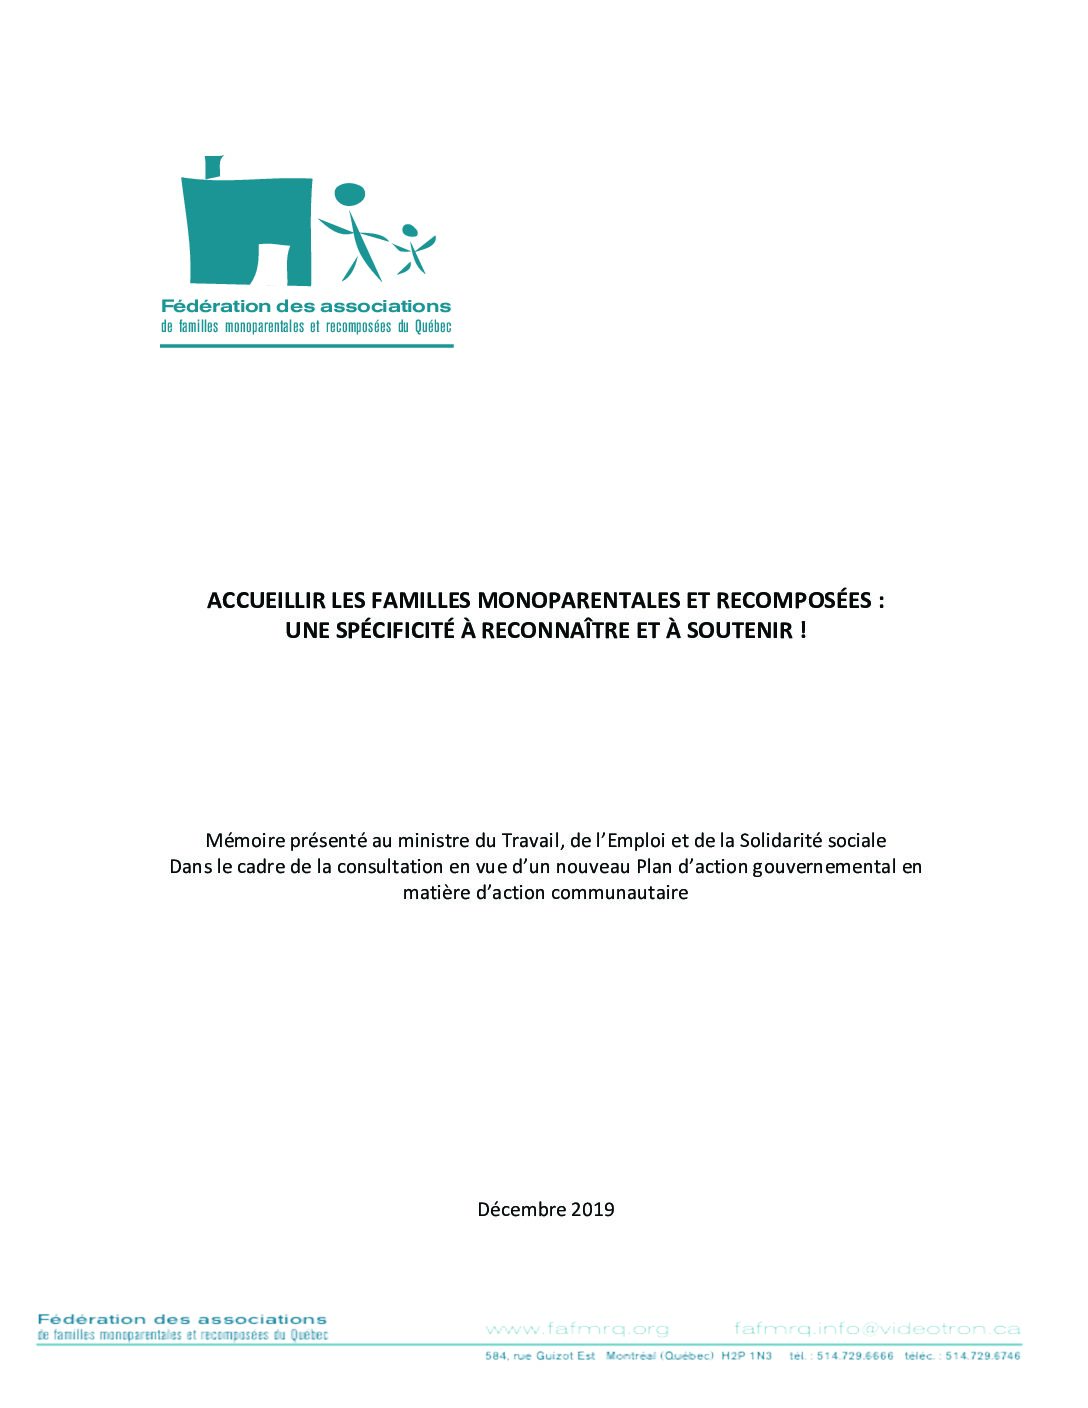 Fédération des associations
de familles monoparentales et recomposées du Québec
ACCUEILLIR LES FAMILLES MONOPARENTALES ET RECOMPOSÉES :
UNE SPÉCIFICITÉ À RECONNAÎTRE ET À SOUTENIR !
Mémoire présenté au ministre du Travail, de l’Emploi et de la Solidarité sociale
Dans le cadre de la consultation en vue d’un nouveau Plan d’action gouvernemental en
matière d’action communautaire
Décembre 2019
Fédération des associations
de familles monoparentales et recomposées du Québec
www.fafmrq.org fafmrq.info@videotron.ca
584, rue Guizot Est Montréal (Québec) H2P 1N3 tél. : 514.729.6666 téléc. : 514.729.6746